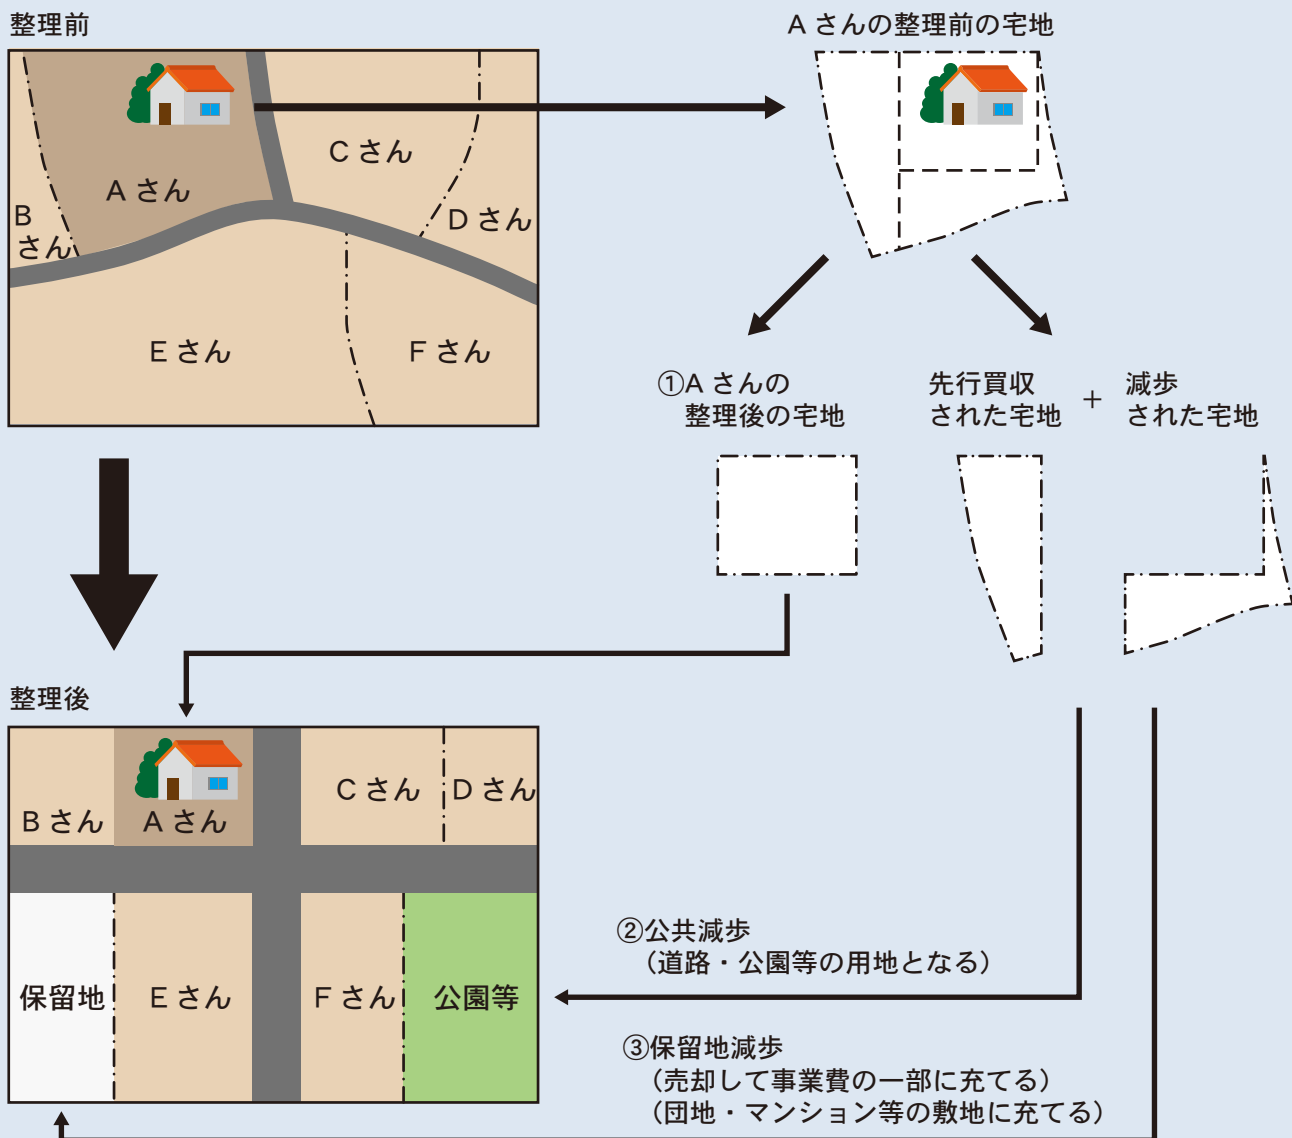 整理前
A さんの整理前の宅地
C さん
A さん
B
さん
D さん
E さん
F さん
①A さんの
整理後の宅地
先行買収
された宅地
+
減歩
された宅地
整理後
C さん
D さん
B さん
A さん
②公共減歩
（道路・公園等の用地となる）
保留地
E さん
F さん
公園等
③保留地減歩
（売却して事業費の一部に充てる）
（団地・マンション等の敷地に充てる）